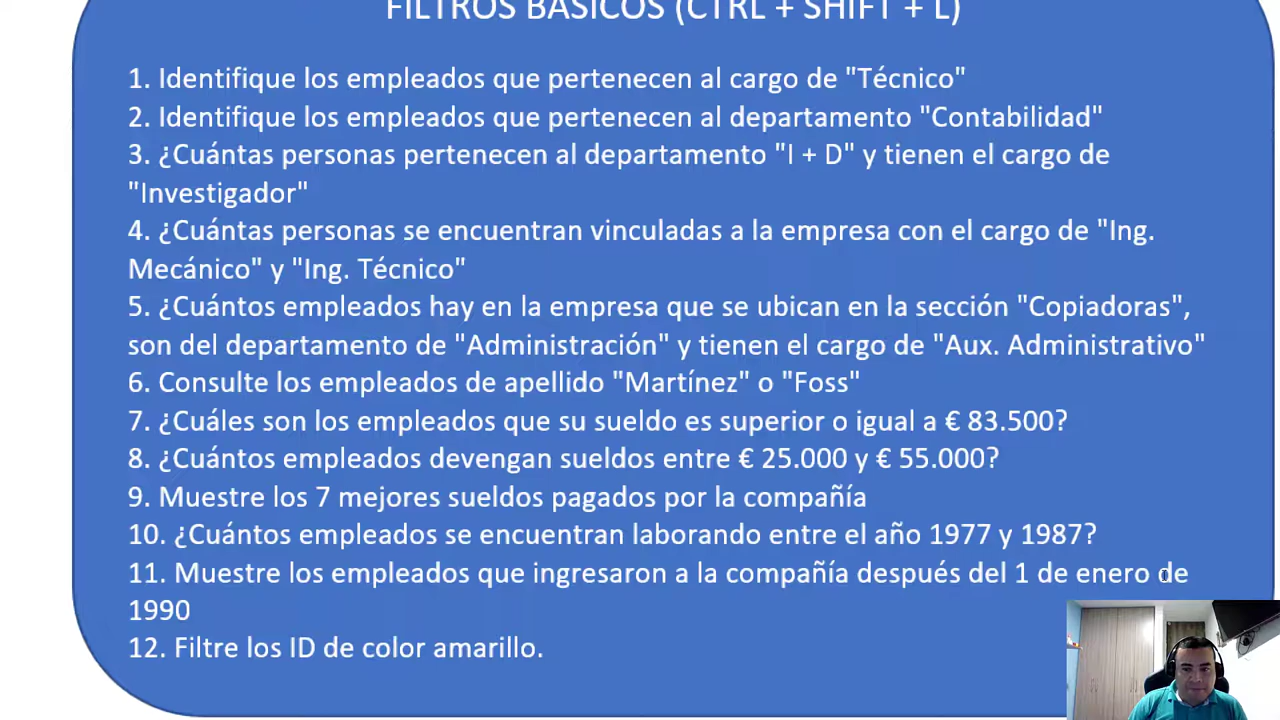 FILTROS BÁSICOS (CTRL + SHIFT + L)
1. Identifique los empleados que pertenecen al cargo de "Técnico"
2. Identifique los empleados que pertenecen al departamento "Contabilidad"
3. ¿Cuántas personas pertenecen al departamento "I + D" y tienen el cargo de
"Investigador"
4. ¿Cuántas personas se encuentran vinculadas a la empresa con el cargo de "Ing.
Mecánico" y "Ing. Técnico"
5. ¿Cuántos empleados hay en la empresa que se ubican en la sección "Copiadoras",
son del departamento de "Administración" y tienen el cargo de "Aux. Administrativo"
6. Consulte los empleados de apellido "Martínez" o "Foss"
7. ¿Cuáles son los empleados que su sueldo es superior o igual a € 83.500?
8. ¿Cuántos empleados devengan sueldos entre € 25.000 y € 55.000?
9. Muestre los 7 mejores sueldos pagados por la compañía
10. ¿Cuántos empleados se encuentran laborando entre el año 1977 y 1987?
11. Muestre los empleados que ingresaron a la compañía después del 1 de enero de
1990
12. Filtre los ID de color amarillo.